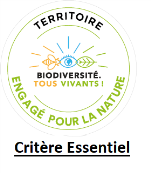 TERRITOIRE
BIODIVERSITÉ.
TOUS VIVANTS !
ENGAGÉ POUR LA NATURE
Critère Essentiel